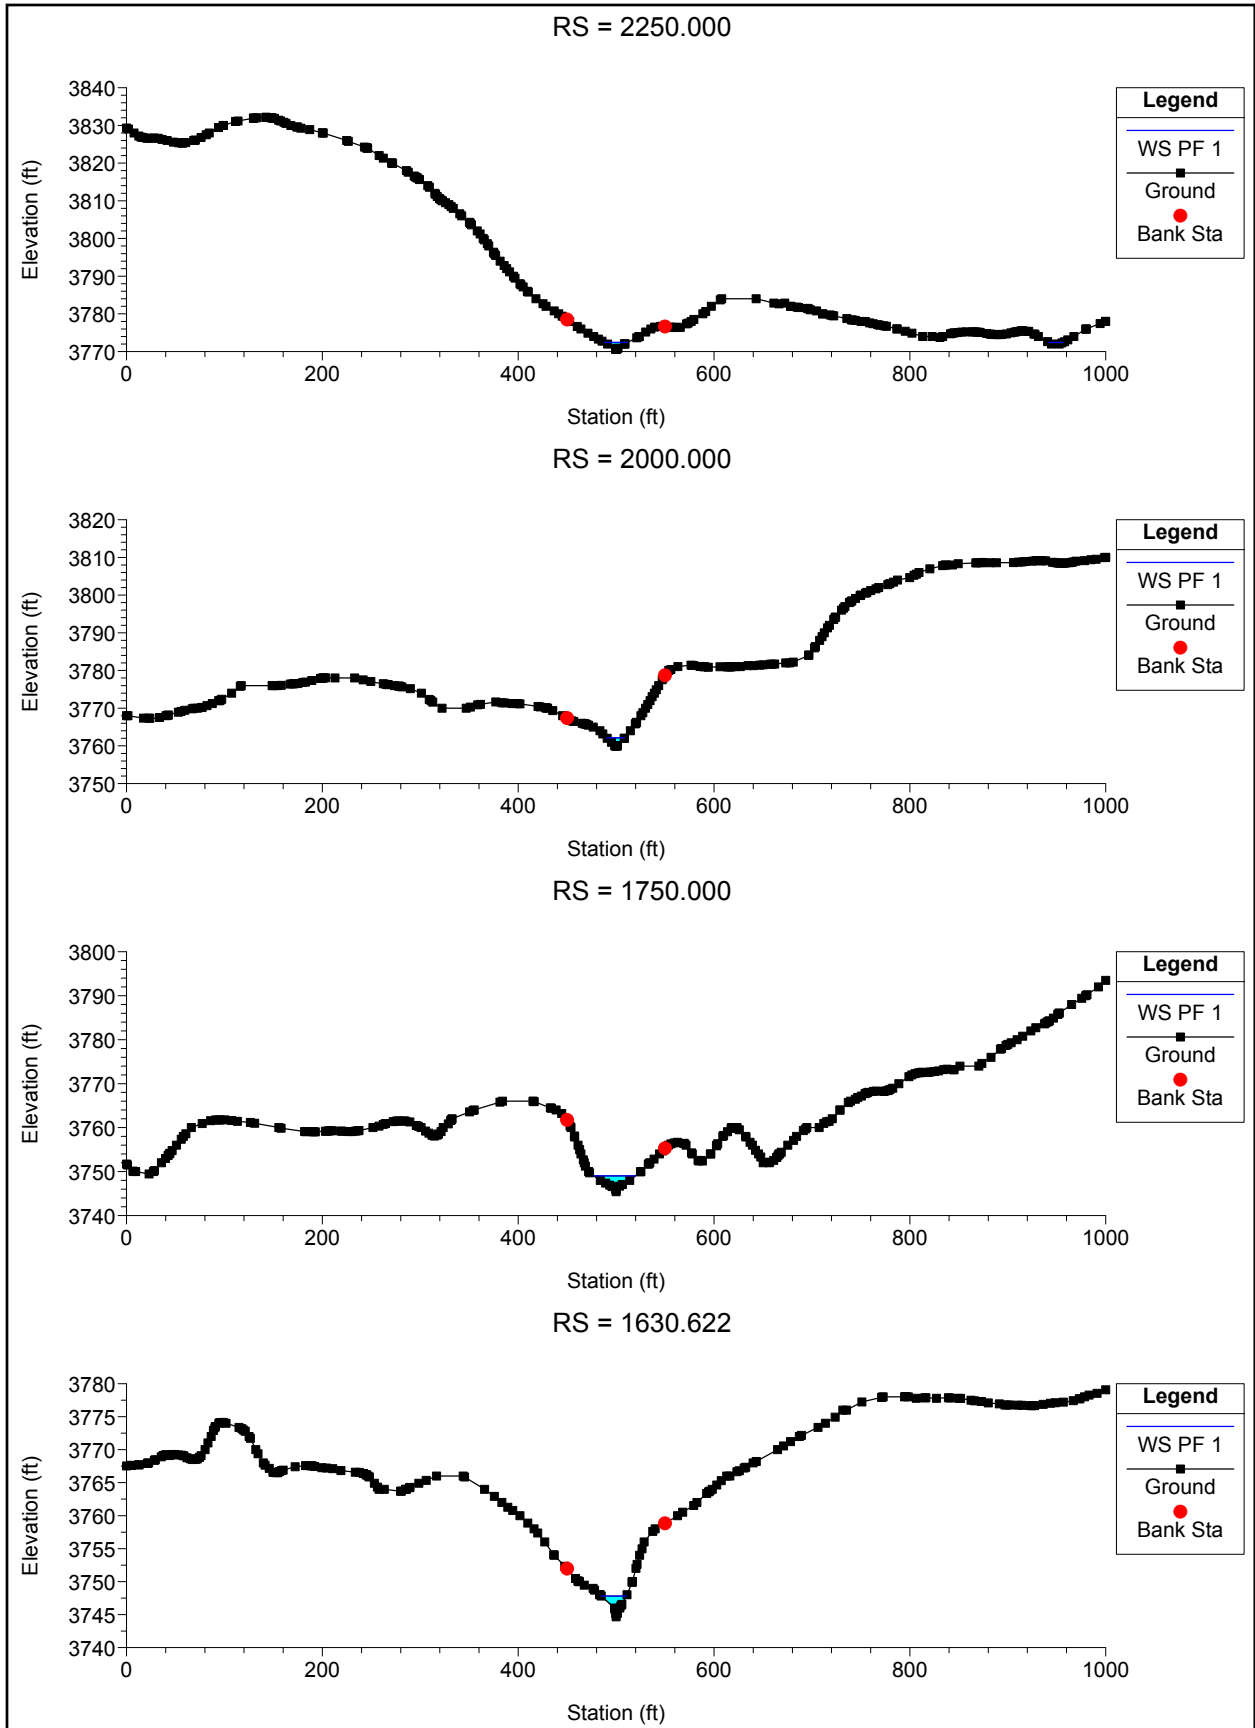 RS = 2250.000
Elevation (ft)
3840
3830
3820
3810
3800
3790
3780
3770
0 200 400 600 800 1000
Station (ft)
Legend
WS PF 1
Ground
Bank Sta
RS = 2000.000
Elevation (ft)
3820
3810
3800
3790
3780
3770
3760
3750
0 200 400 600 800 1000
Station (ft)
Legend
WS PF 1
Ground
Bank Sta
RS = 1750.000
Elevation (ft)
3800
3790
3780
3770
3760
3750
3740
0 200 400 600 800 1000
Station (ft)
Legend
WS PF 1
Ground
Bank Sta
RS = 1630.622
Elevation (ft)
3780
3775
3770
3765
3760
3755
3750
3745
3740
0 200 400 600 800 1000
Station (ft)
Legend
WS PF 1
Ground
Bank Sta